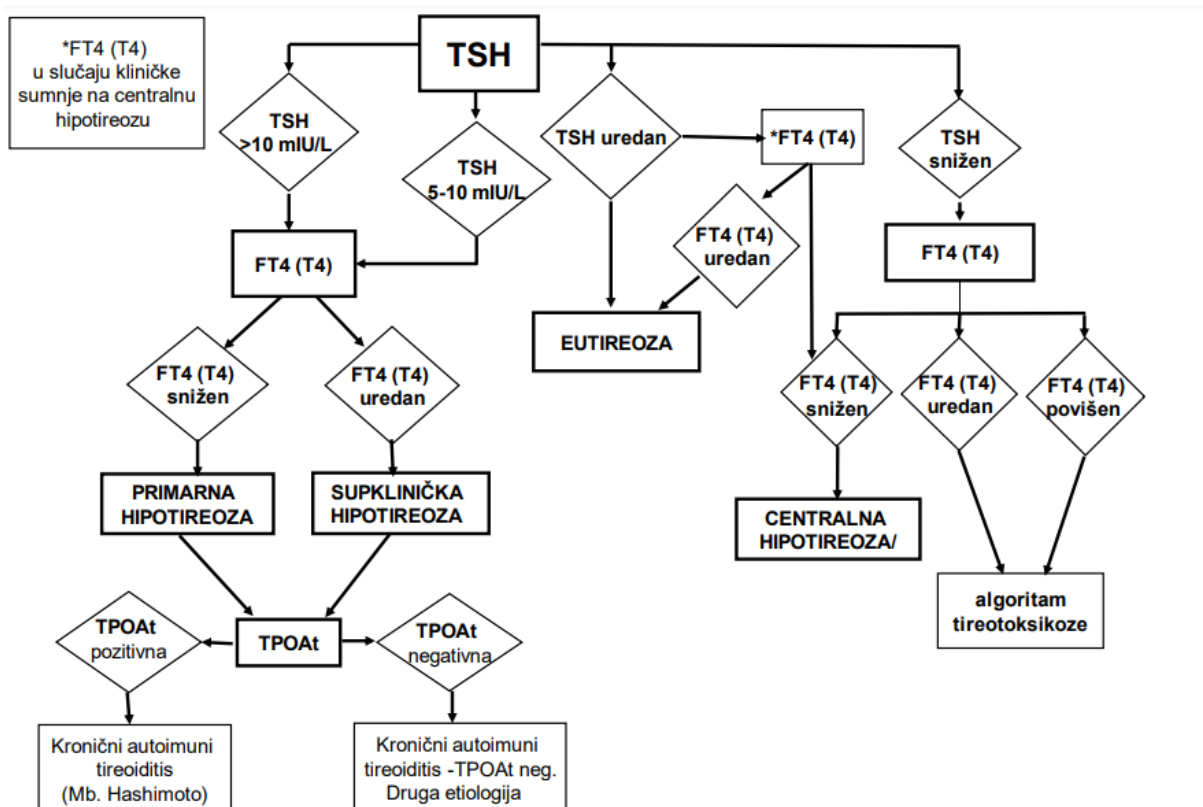 *FT4 (T4)
u slučaju kliničke
sumnje na centralnu
hipotireozu
TSH
TSH
>10 mIU/L
TSH
5-10 mIU/L
TSH uredan
*FT4 (T4)
TSH
snižen
FT4 (T4)
FT4 (T4)
uredan
FT4 (T4)
EUTIREOZA
FT4 (T4)
snižen
FT4 (T4)
uredan
FT4 (T4)
snižen
FT4 (T4)
uredan
FT4 (T4)
povišen
PRIMARNA
HIPOTIREOZA
SUPKLINIČKA
HIPOTIREOZA
CENTRALNA
HIPOTIREOZA/
algoritam
tireotoksikoze
TPOAt
pozitivna
TPOAt
TPOAt
negativna
Kronični autoimuni
tireoiditis
(Mb. Hashimoto)
Kronični autoimuni
tireoiditis -TPOAt neg.
Druga etiologija